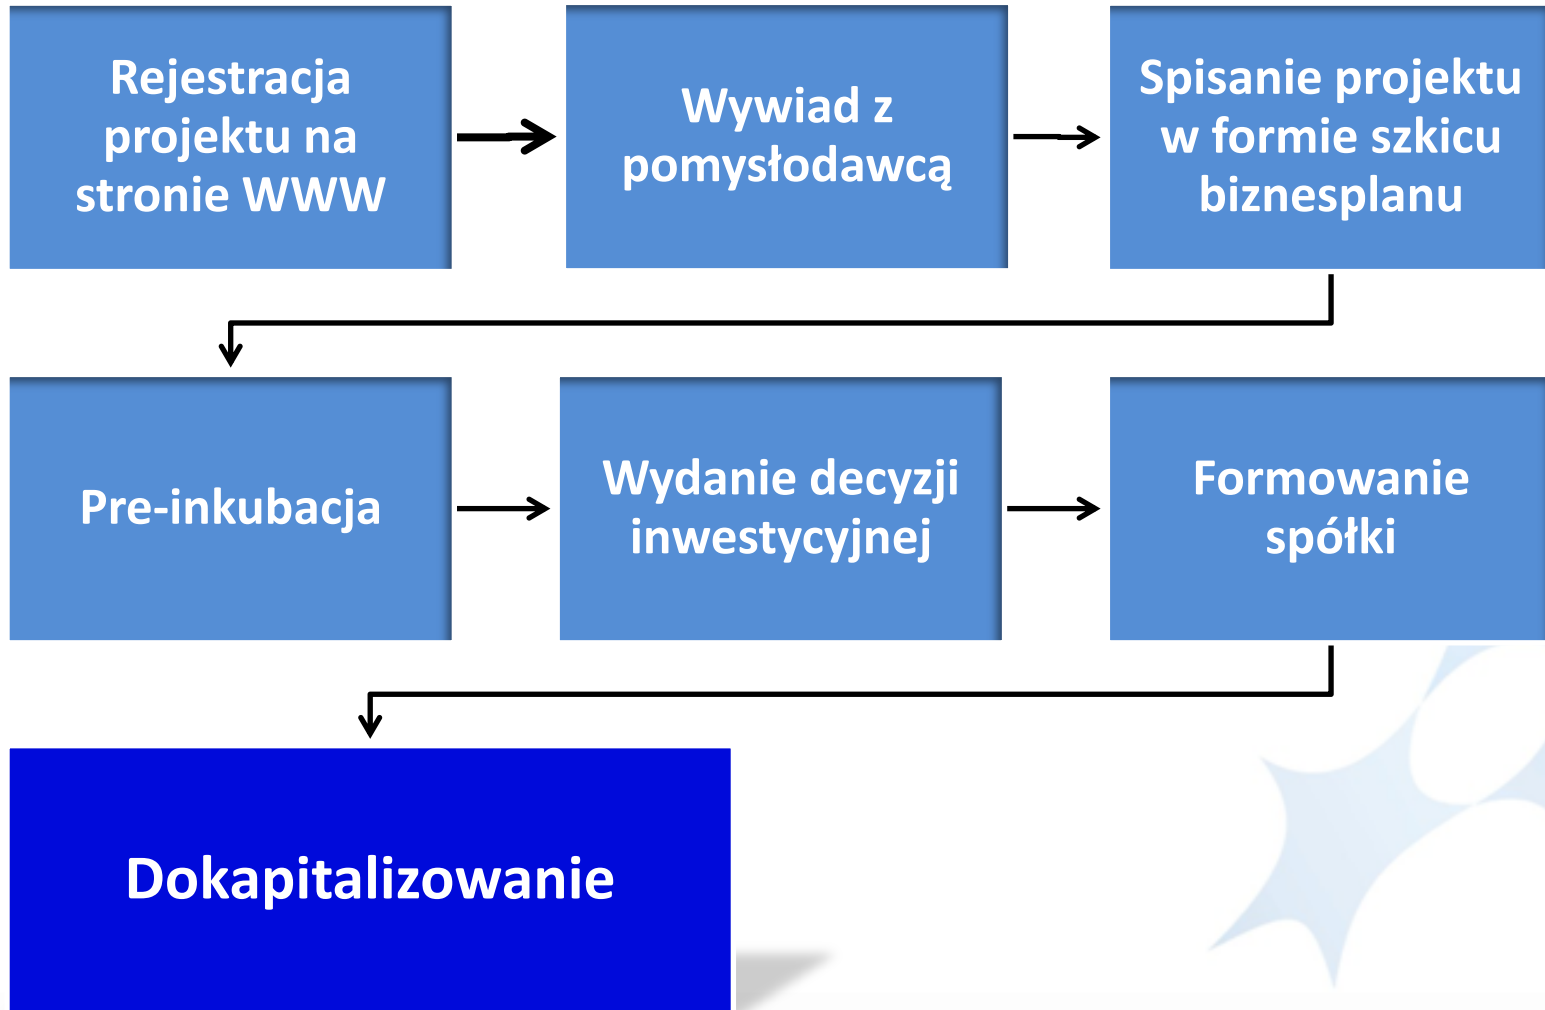 Rejestracja
projektu na
stronie WWW
Wywiad z
pomysłodawcą
Spisanie projektu
w formie szkicu
biznesplanu
Pre-inkubacja
Wydanie decyzji
inwestycyjnej
Formowanie
spółki
Dokapitalizowanie